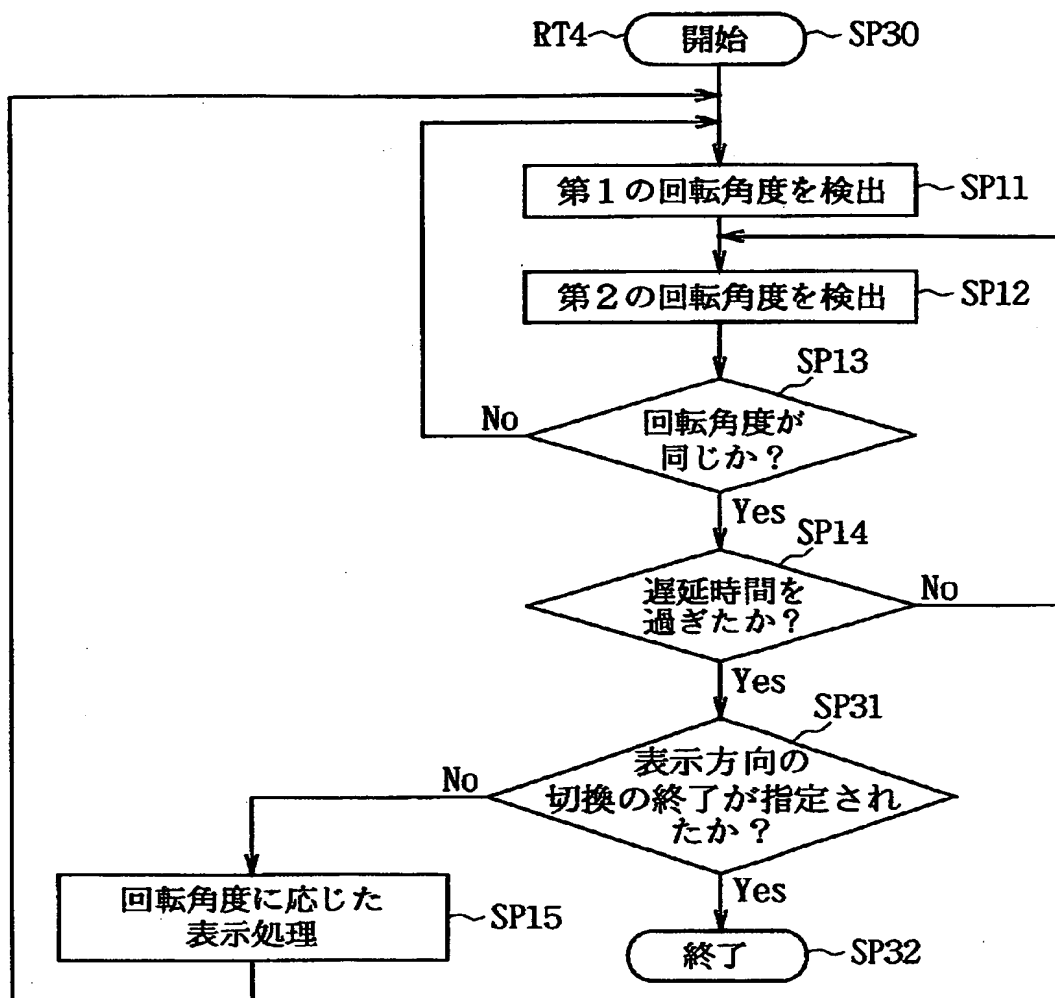 RT4 開始 SP30
第1の回転角度を検出 SP11
第2の回転角度を検出 SP12
SP13
No
回転角度が
同じか?
Yes
SP14
遅延時間を
過ぎたか?
No
Yes
SP31
No
表示方向の
切換の終了が指定され
たか?
Yes
回転角度に応じた
表示処理
SP15
終了 SP32